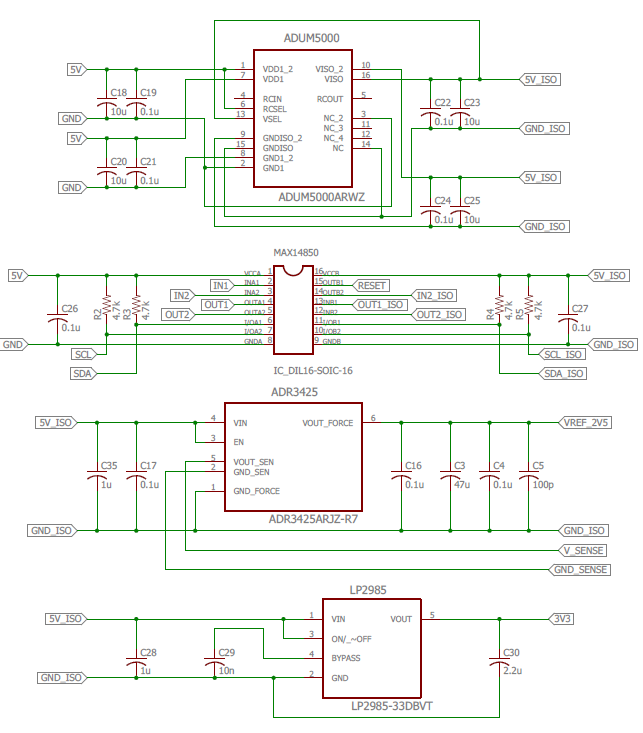 ADUM5000
5V 1 VDD1_2 VISO_2 10
7 VDD1 VISO 16 5V_ISO
C18 C19 4 RCIN RCOUT 5 C22 C23
10u 0.1u 6 RCSEL 0.1u 10u
GND 13 VSEL NC_2 3
NC_3 11 GND_ISO
5V 9 GNDISO_2 NC_4 12
15 GNDISO NC 14
C20 C21 8 GND1_2
10u 0.1u 2 GND1
5V_ISO
GND
ADUM5000ARWZ C24 C25
0.1u 10u
GND_ISO
MAX14850
5V VCCA 1 16 VCCB 5V_ISO
INA1 2 15 OUTB1
IN1 RESET
INA2 3 14 OUTB2
IN2 IN2_ISO
OUTA1 4 13 INB1
OUT1 OUT1_ISO
OUTA2 5 12 INB2
OUT2 OUT2_ISO
C26 R2 4.7k R3 4.7k R4 4.7k R5 4.7k C27
0.1u I/OA1 6 11 I/OB1 0.1u
I/OA2 7 10 I/OB2
GND GNDA 8 9 GNDB GND_ISO
SCL SCL_ISO
SDA IC_DIL16-SOIC-16 SDA_ISO
ADR3425
5V_ISO 4 VIN VOUT_FORCE 6 VREF_2V5
3 EN
5 VOUT_SEN
C35 C17 2 GND_SEN C16 C3 C4 C5
1u 0.1u 1 GND_FORCE 0.1u 47u 0.1u 100p
ADR3425ARJZ-R7
GND_ISO GND_ISO
V_SENSE
GND_SENSE
LP2985
5V_ISO 1 VIN VOUT 5 3V3
3 ON/_~OFF
C28 C29 4 BYPASS C30
1u 10n 2.2u
GND_ISO 2 GND
LP2985-33DBVT